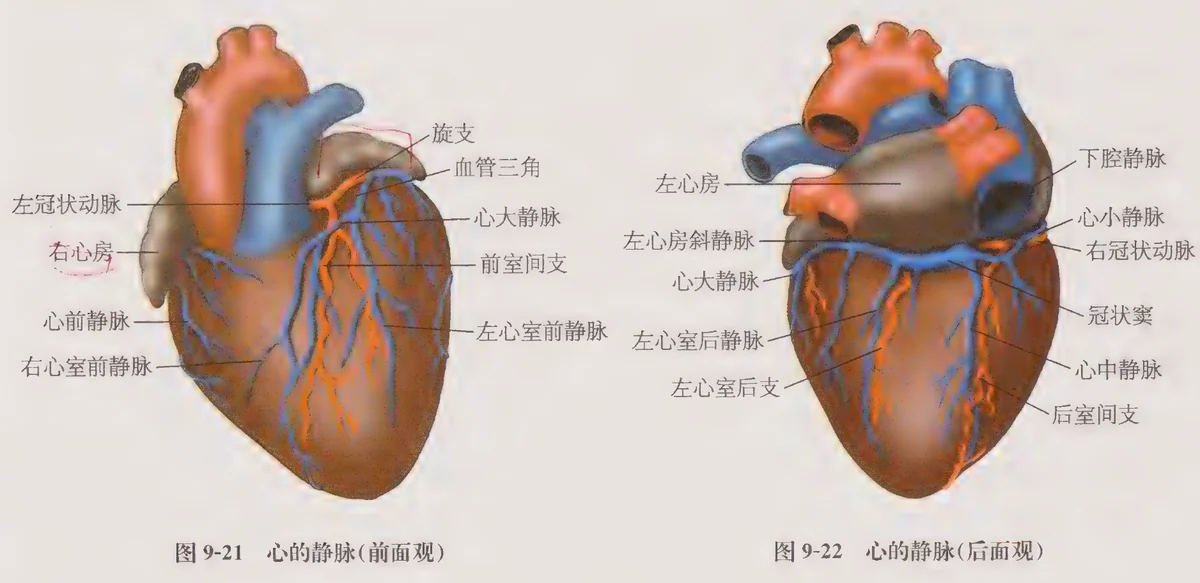 旋支
血管三角
左冠状动脉
心大静脉
右心房
前室间支
心前静脉
左心室前静脉
右心室前静脉
图 9-21 心的静脉(前面观)
下腔静脉
左心房
心小静脉
左心房斜静脉
右冠状动脉
心大静脉
冠状窦
左心室后静脉
心中静脉
左心室后支
后室间支
图 9-22 心的静脉(后面观)